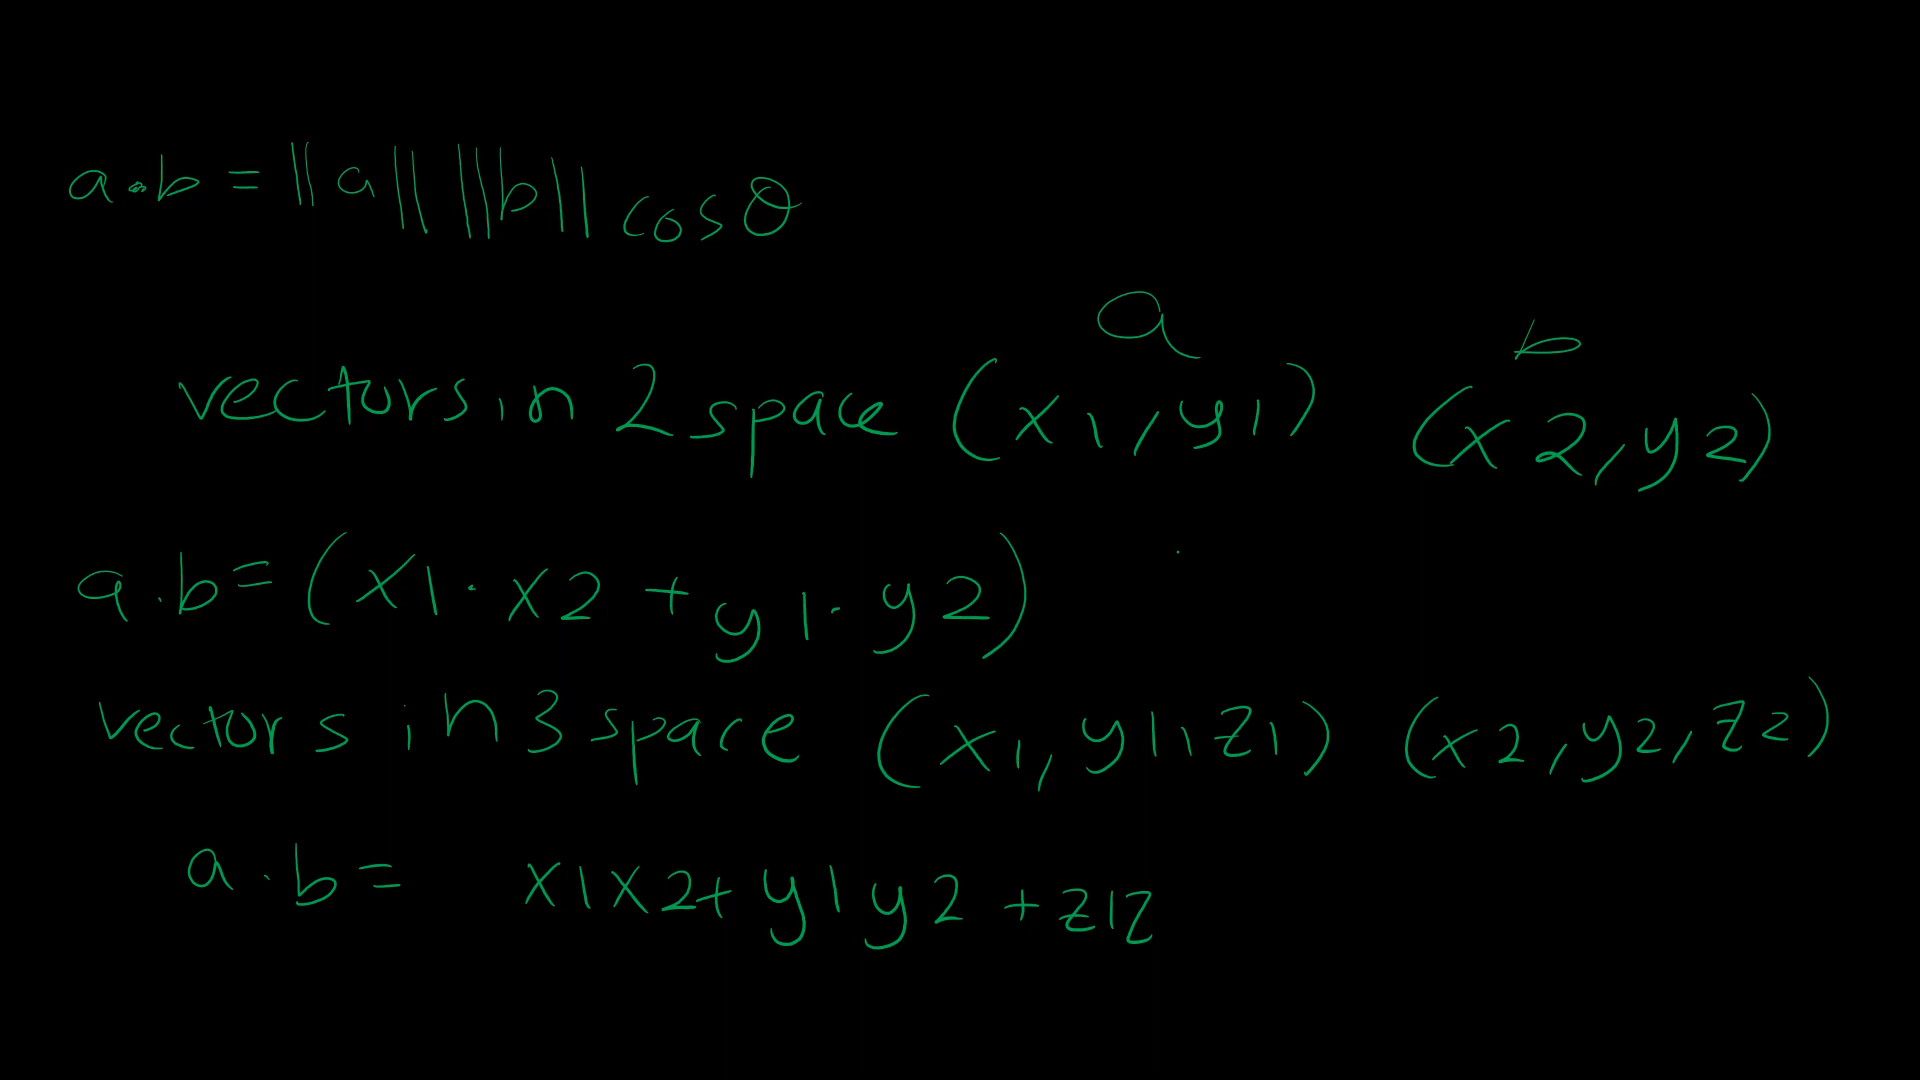 a·b = ||a|| ||b|| cosθ
a b
vectors in 2 space (x1, y1) (x2, y2)
a·b = (x1·x2 + y1·y2)
vectors in 3 space (x1, y1, z1) (x2, y2, z2)
a·b = x1x2 + y1y2 + z1z